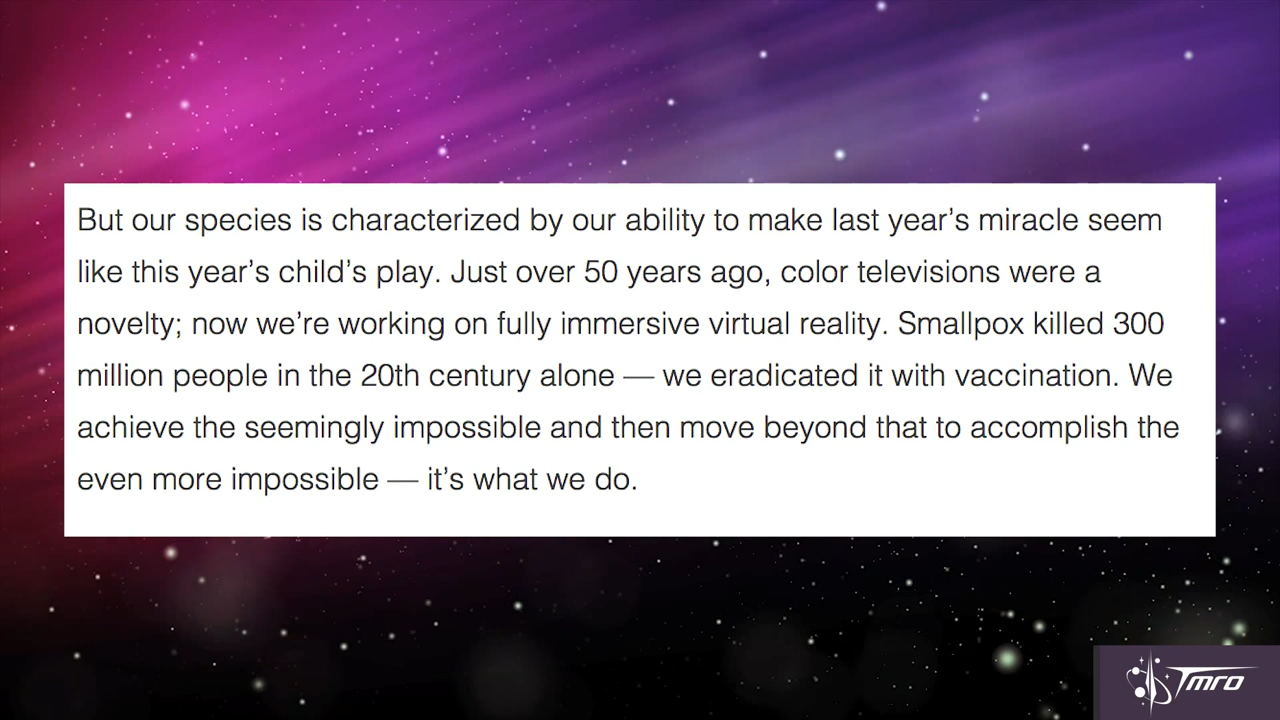 But our species is characterized by our ability to make last year’s miracle seem
like this year’s child’s play. Just over 50 years ago, color televisions were a
novelty; now we’re working on fully immersive virtual reality. Smallpox killed 300
million people in the 20th century alone — we eradicated it with vaccination. We
achieve the seemingly impossible and then move beyond that to accomplish the
even more impossible — it’s what we do.
Tmro